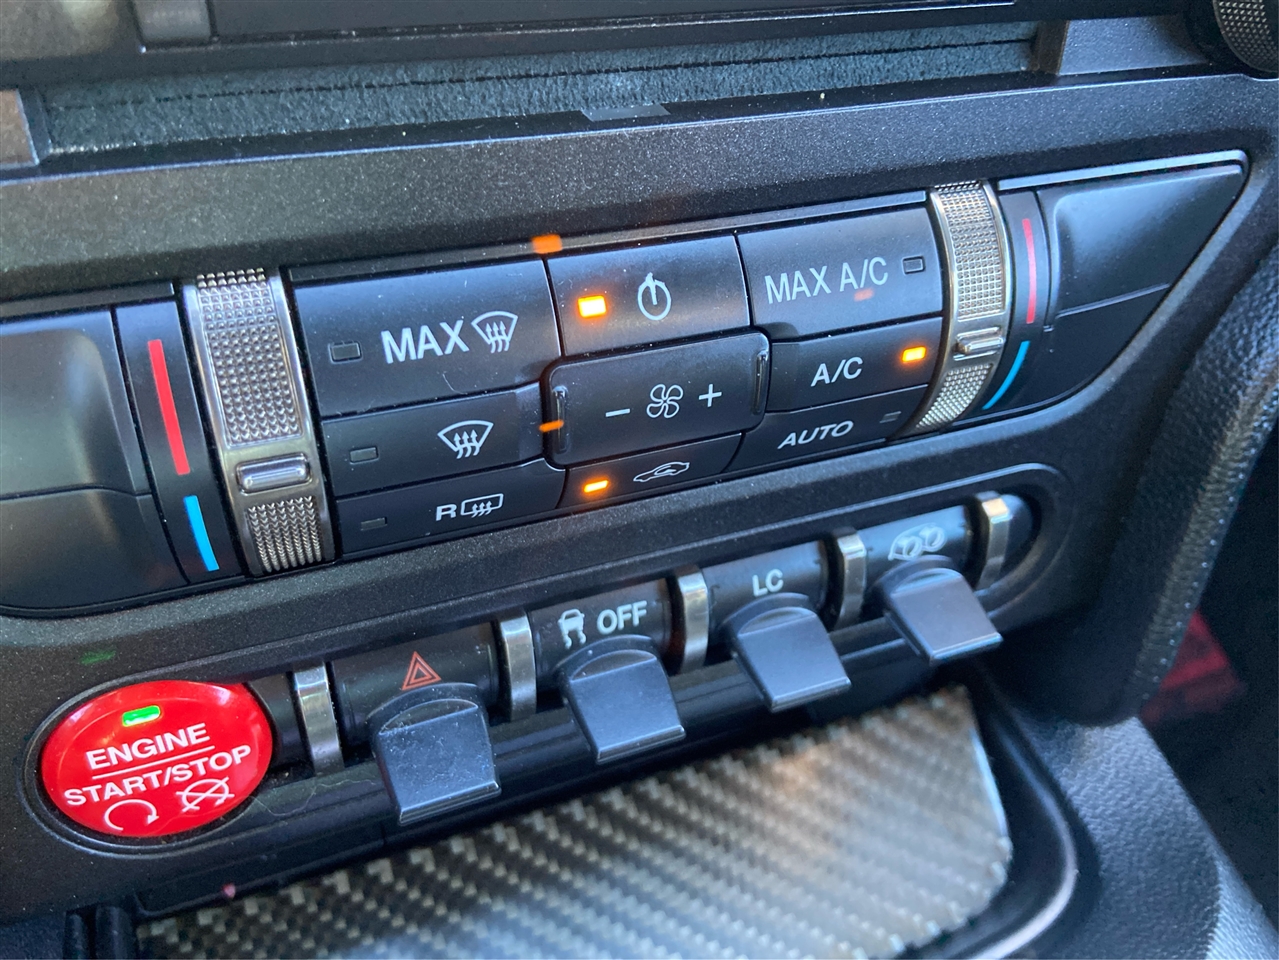 MAX
MAX A/C
- +
A/C
AUTO
R
OFF
LC
ENGINE
START/STOP